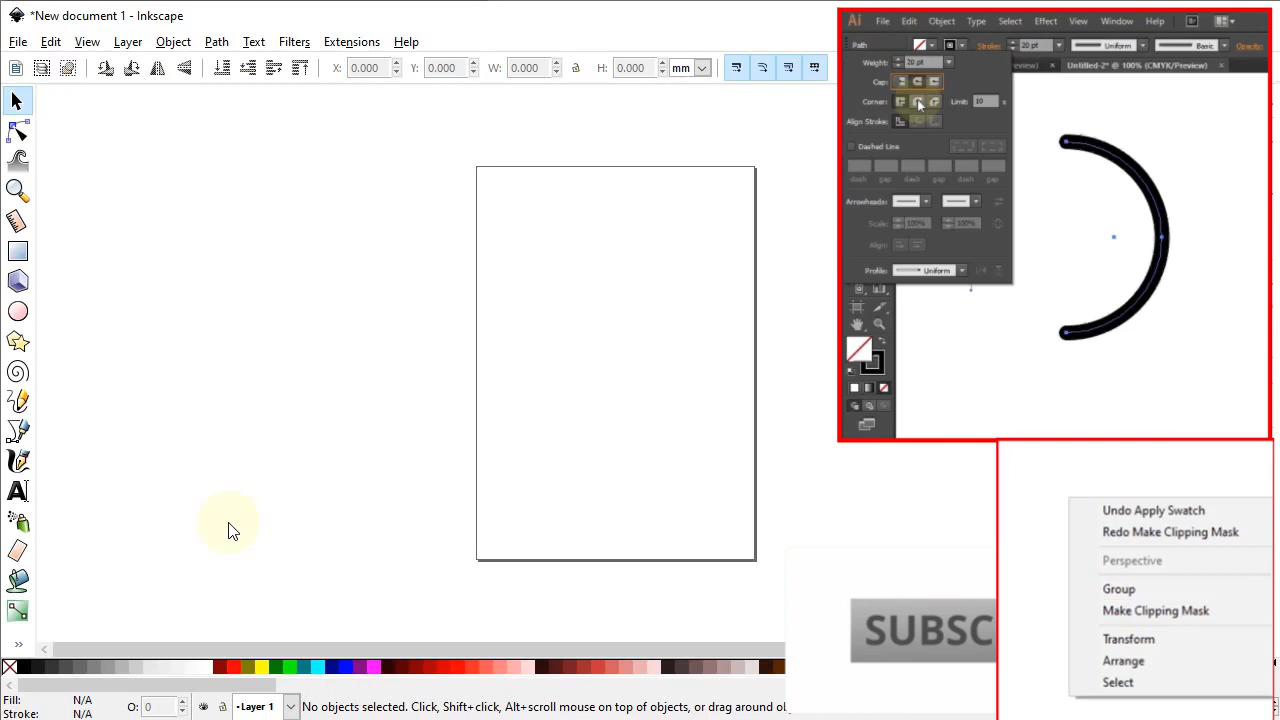 *New document 1 - Inkscape
File Edit View Layer Object Filters Extensions Help
Y: 0.000 W: 0.000 H: 0.000 mm
Ai File Edit Object Type Select Effect View Window Help Br
Path Stroke: 20 pt Uniform Basic Opacity:
Weight: 20 pt
Untitled-2* @ 100% (CMYK/Preview) ×
Cap:
Corner: Limit: 10 x
Align Stroke:
Dashed Line
dash gap dash gap dash gap
Arrowheads:
Scale: 100% 100%
Align:
Profile: Uniform
Undo Apply Swatch
Redo Make Clipping Mask
Perspective
Group
Make Clipping Mask
Transform
Arrange
Select
SUBSC
Fill: N/A
Stroke: N/A
O: 0
•Layer 1
No objects selected. Click, Shift+click, Alt+scroll mouse on top of objects, or drag around